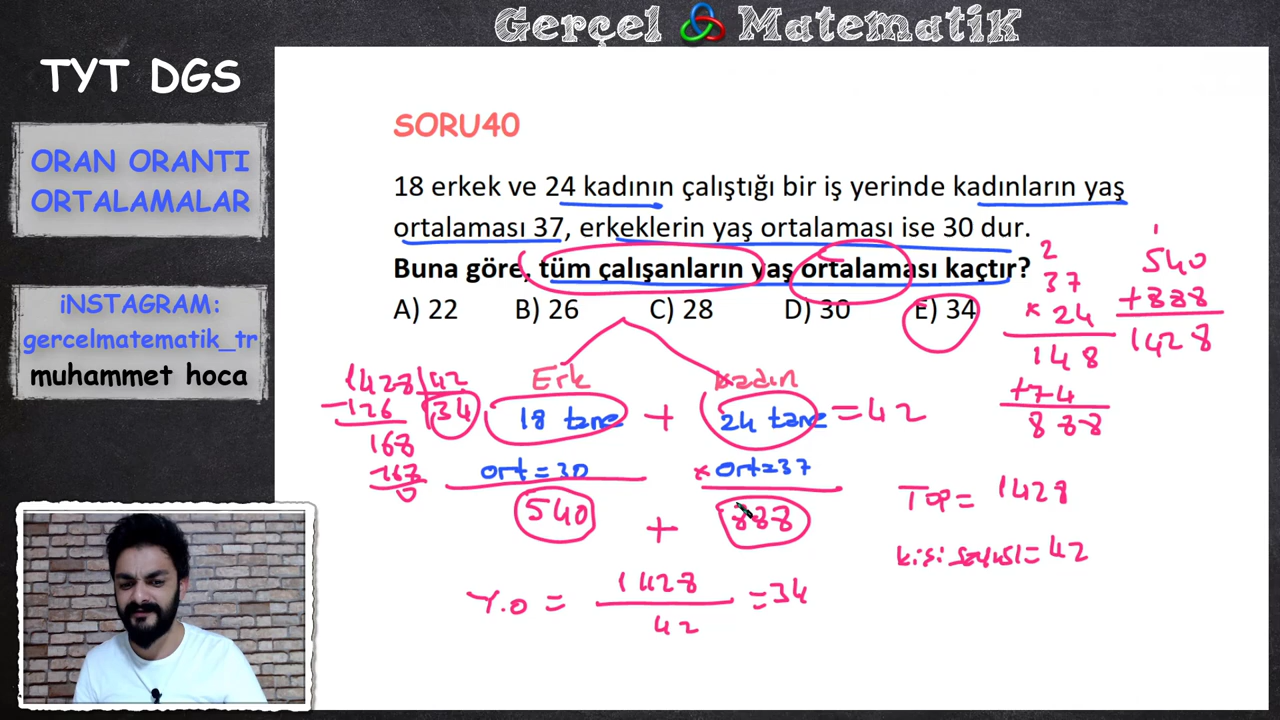 Gerçel Matematik
TYT DGS
ORAN ORANTI
ORTALAMALAR
iNSTAGRAM:
gercelmatematik_tr
muhammet hoca
SORU40
18 erkek ve 24 kadının çalıştığı bir iş yerinde kadınların yaş
ortalaması 37, erkeklerin yaş ortalaması ise 30 dur.
Buna göre, tüm çalışanların yaş ortalaması kaçtır?
A) 22 B) 26 C) 28 D) 30 E) 34
2
37
× 24
148
+74
888
1
540
+888
1428
1428 42
-126 34
168
168
0
Erk Kadın
18 tane + 24 tane = 42
ort = 30 × ort=37
540 + 888
Top = 1428
kişi sayısı = 42
Y.O = 1428 = 34
42